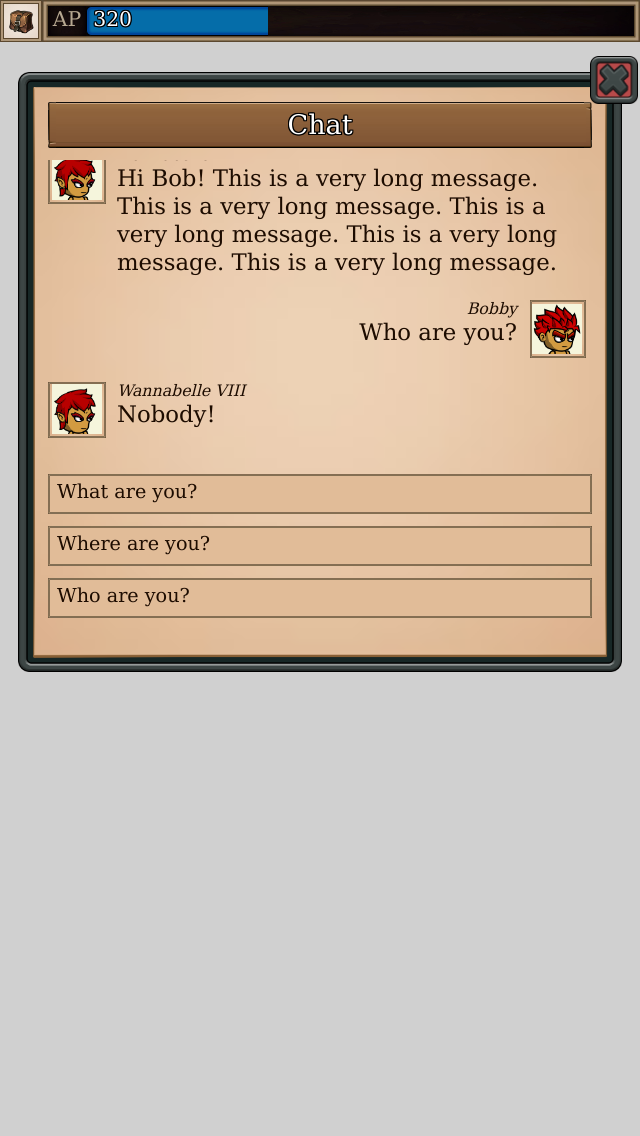 AP 320
Chat
Hi Bob! This is a very long message.
This is a very long message. This is a
very long message. This is a very long
message. This is a very long message.
Bobby
Who are you?
Wannabelle VIII
Nobody!
What are you?
Where are you?
Who are you?